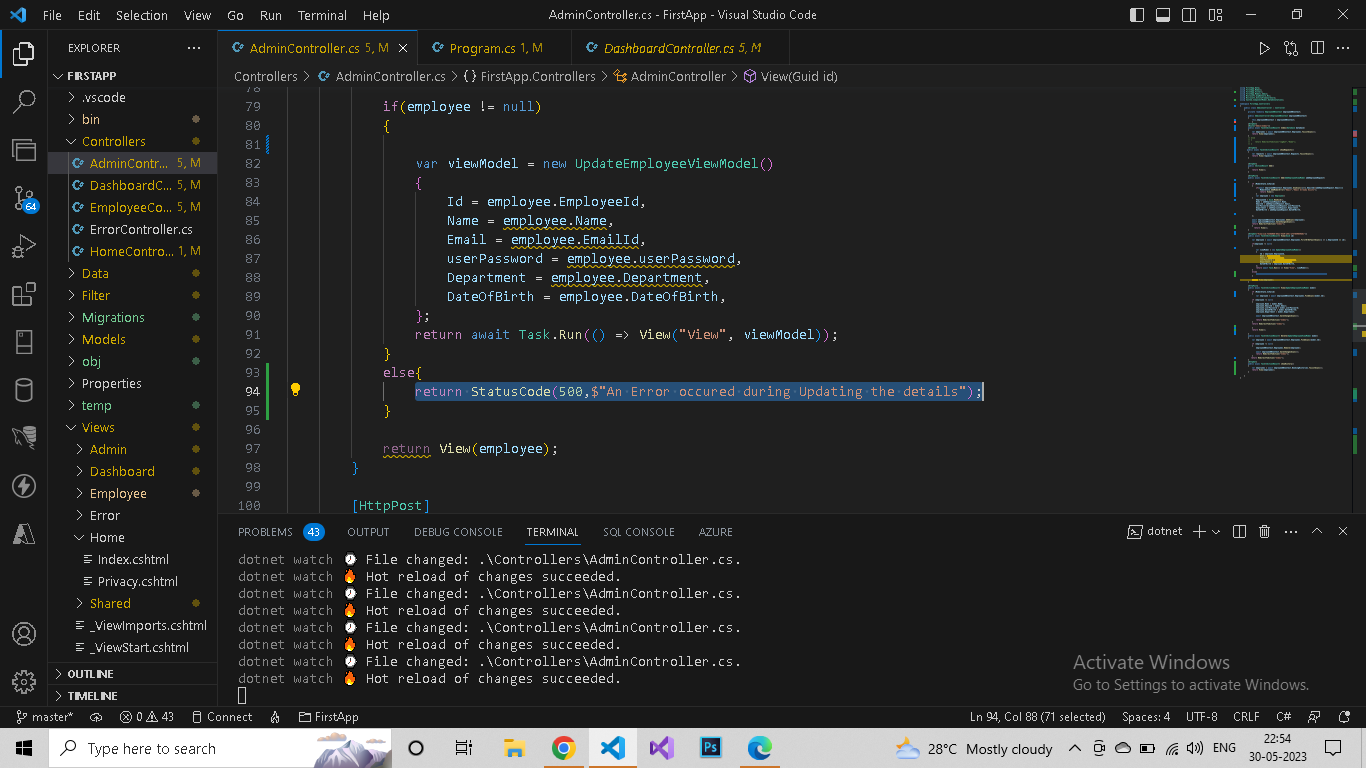 File Edit Selection View Go Run Terminal Help
AdminController.cs - FirstApp - Visual Studio Code
EXPLORER
FIRSTAPP
.vscode
bin
Controllers
AdminContr... 5, M
DashboardC... 5, M
EmployeeCo... 5, M
ErrorController.cs
HomeContro... 1, M
Data
Filter
Migrations
Models
obj
Properties
temp
Views
Admin
Dashboard
Employee
Error
Home
Index.cshtml
Privacy.cshtml
Shared
_ViewImports.cshtml
_ViewStart.cshtml
OUTLINE
TIMELINE
64
AdminController.cs 5, M
Program.cs 1, M
DashboardController.cs 5, M
Controllers > AdminController.cs > {} FirstApp.Controllers > AdminController > View(Guid id)
78
79 if(employee != null)
80 {
81
82 var viewModel = new UpdateEmployeeViewModel()
83 {
84 Id = employee.EmployeeId,
85 Name = employee.Name,
86 Email = employee.EmailId,
87 userPassword = employee.userPassword,
88 Department = employee.Department,
89 DateOfBirth = employee.DateOfBirth,
90 };
91 return await Task.Run(() => View("View", viewModel));
92 }
93 else{
94 return StatusCode(500,$"An Error occured during Updating the details");
95 }
96
97 return View(employee);
98 }
99
100 [HttpPost]
PROBLEMS 43 OUTPUT DEBUG CONSOLE TERMINAL SQL CONSOLE AZURE
dotnet
dotnet watch ⌚ File changed: .\Controllers\AdminController.cs.
dotnet watch 🔥 Hot reload of changes succeeded.
dotnet watch ⌚ File changed: .\Controllers\AdminController.cs.
dotnet watch 🔥 Hot reload of changes succeeded.
dotnet watch ⌚ File changed: .\Controllers\AdminController.cs.
dotnet watch 🔥 Hot reload of changes succeeded.
dotnet watch ⌚ File changed: .\Controllers\AdminController.cs.
dotnet watch 🔥 Hot reload of changes succeeded.
Activate Windows
Go to Settings to activate Windows.
master* 0 43 Connect FirstApp
Ln 94, Col 88 (71 selected) Spaces: 4 UTF-8 CRLF C#
Type here to search
Ps
28°C Mostly cloudy
ENG
22:54
30-05-2023